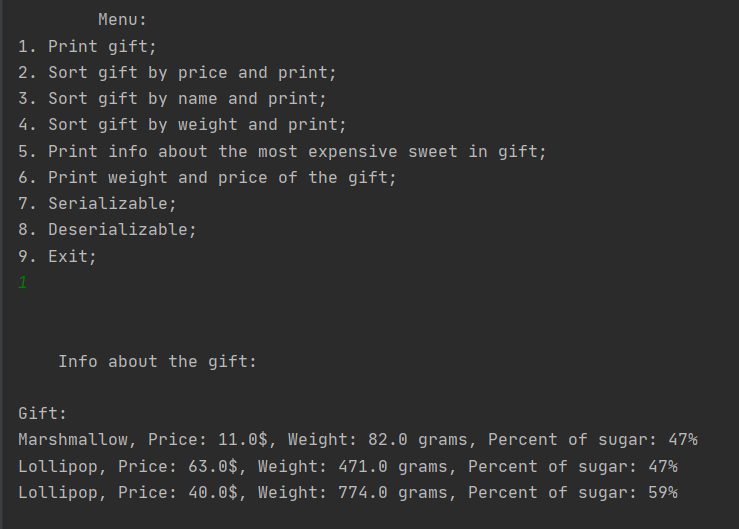 Menu:
1. Print gift;
2. Sort gift by price and print;
3. Sort gift by name and print;
4. Sort gift by weight and print;
5. Print info about the most expensive sweet in gift;
6. Print weight and price of the gift;
7. Serializable;
8. Deserializable;
9. Exit;
1
Info about the gift:
Gift:
Marshmallow, Price: 11.0$, Weight: 82.0 grams, Percent of sugar: 47%
Lollipop, Price: 63.0$, Weight: 471.0 grams, Percent of sugar: 47%
Lollipop, Price: 40.0$, Weight: 774.0 grams, Percent of sugar: 59%